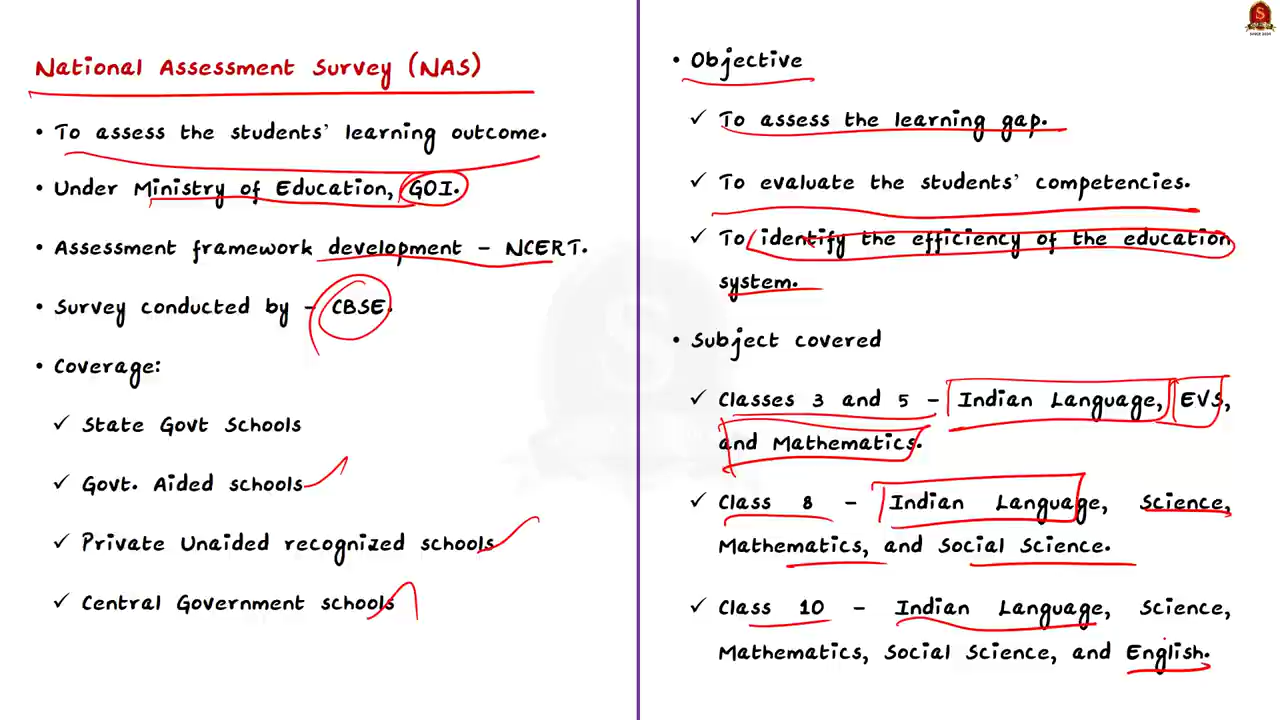 National Assessment Survey (NAS)
• To assess the students' learning outcome.
• Under Ministry of Education, GOI.
• Assessment framework development – NCERT.
• Survey conducted by – CBSE.
• Coverage:
✓ State Govt Schools
✓ Govt. Aided schools
✓ Private Unaided recognized schools
✓ Central Government schools
• Objective
✓ To assess the learning gap.
✓ To evaluate the students' competencies.
✓ To identify the efficiency of the education
system.
• Subject covered
✓ Classes 3 and 5 – Indian Language, EVS,
and Mathematics.
✓ Class 8 – Indian Language, Science,
Mathematics, and Social Science.
✓ Class 10 – Indian Language, Science,
Mathematics, Social Science, and English.